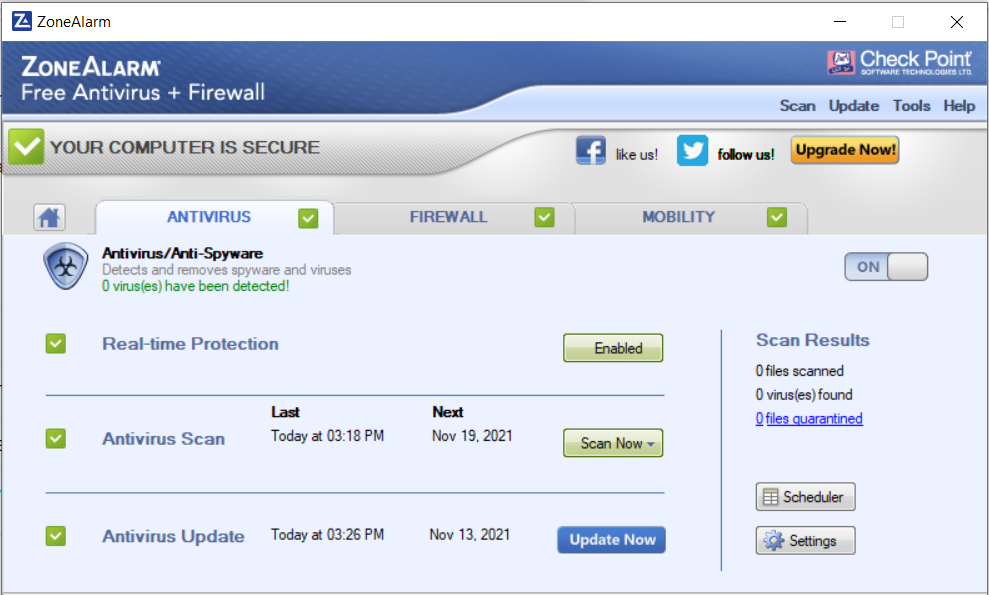 ZoneAlarm
ZONEALARM
Free Antivirus + Firewall
Check Point
SOFTWARE TECHNOLOGIES LTD.
Scan Update Tools Help
YOUR COMPUTER IS SECURE
like us!
follow us!
Upgrade Now!
ANTIVIRUS
FIREWALL
MOBILITY
Antivirus/Anti-Spyware
Detects and removes spyware and viruses
0 virus(es) have been detected!
ON
Real-time Protection
Enabled
Last Next
Antivirus Scan Today at 03:18 PM Nov 19, 2021
Scan Now
Antivirus Update Today at 03:26 PM Nov 13, 2021
Update Now
Scan Results
0 files scanned
0 virus(es) found
0 files quarantined
Scheduler
Settings